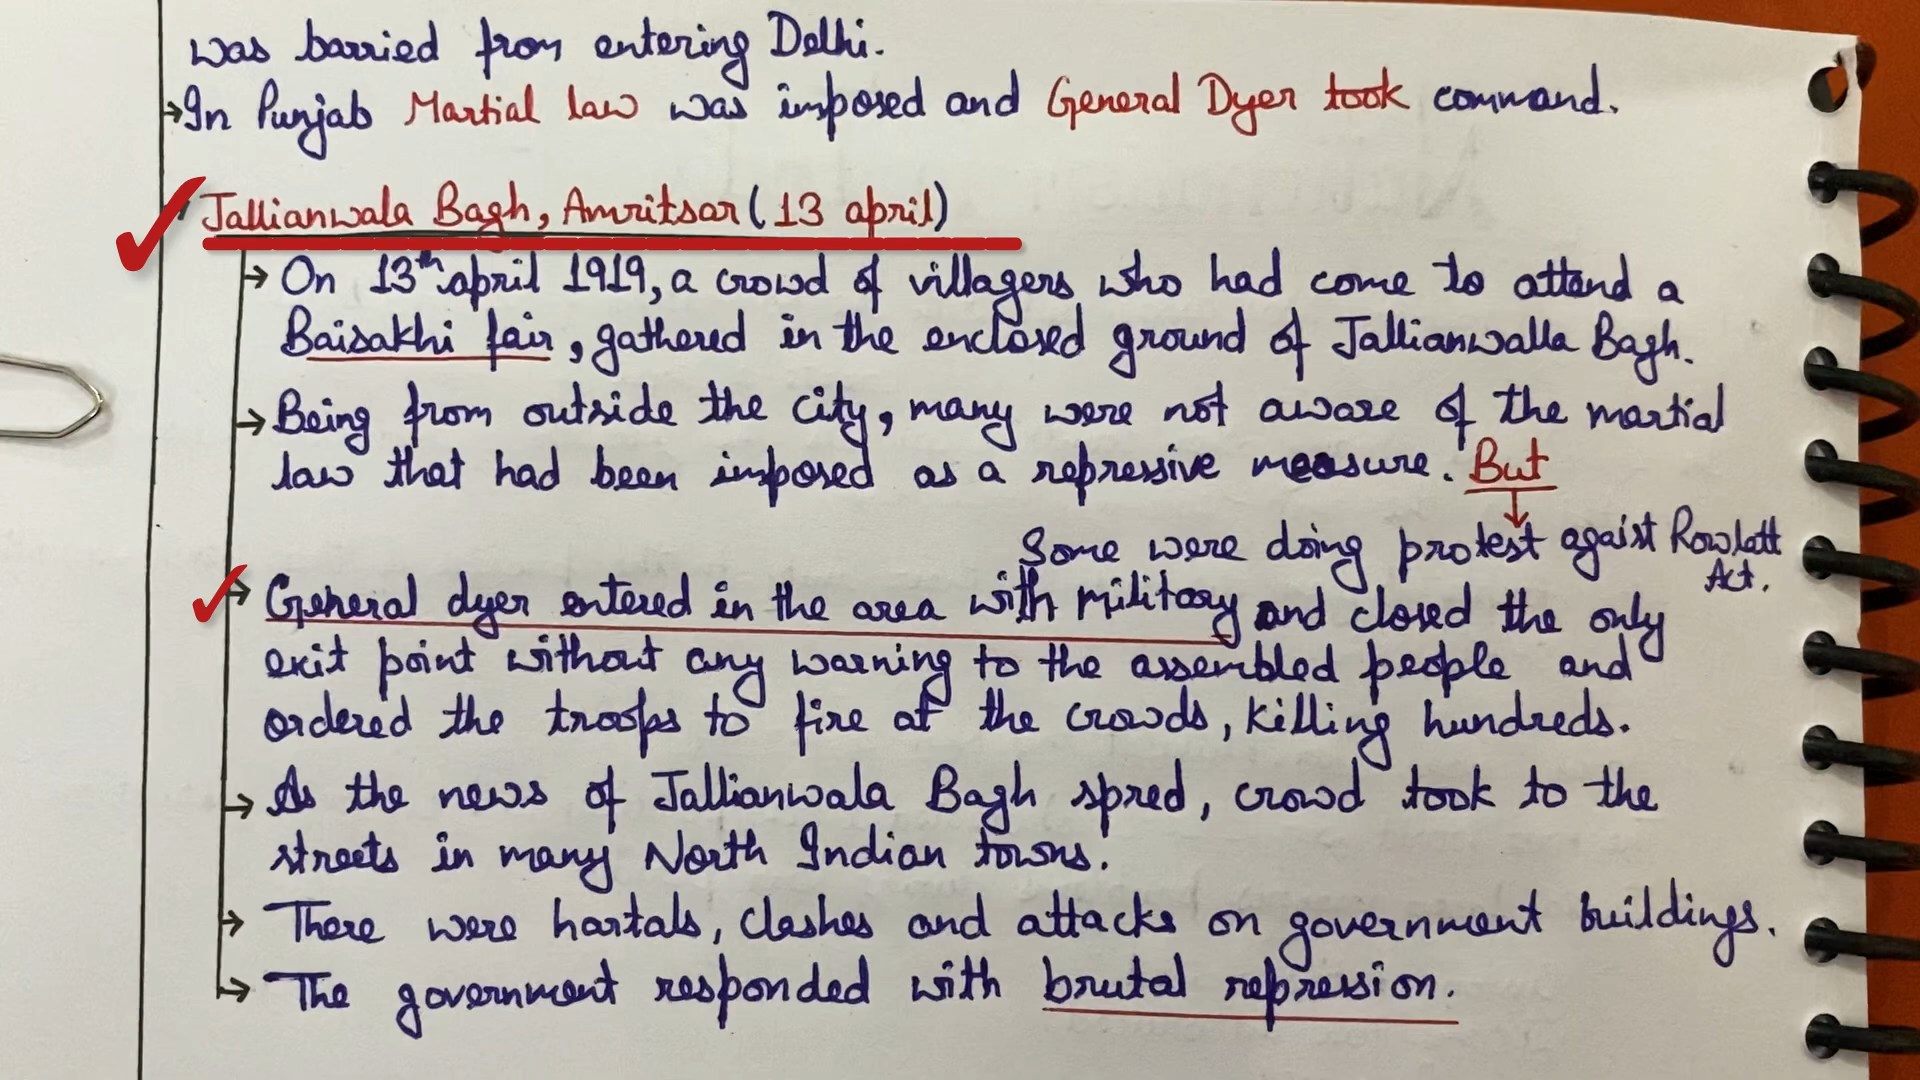 was barried from entering Delhi.
→In Punjab Martial law was imposed and General Dyer took command.
Jallianwala Bagh, Amritsar (13 april)
→ On 13th april 1919, a crowd of villagers who had come to attend a
Baisakhi fair, gathered in the enclosed ground of Jallianwalla Bagh.
→ Being from outside the city, many were not aware of the martial
law that had been imposed as a repressive measure. But
Some were doing protest agaist Rowlatt
Act.
→ General dyer entered in the area with military and closed the only
exit point without any warning to the assembled people and
ordered the troops to fire at the crowds, killing hundreds.
→ As the news of Jallianwala Bagh spred, crowd took to the
streets in many North Indian towns.
→ There were hartals, clashes and attacks on government buildings.
→ The government responded with brutal repression.